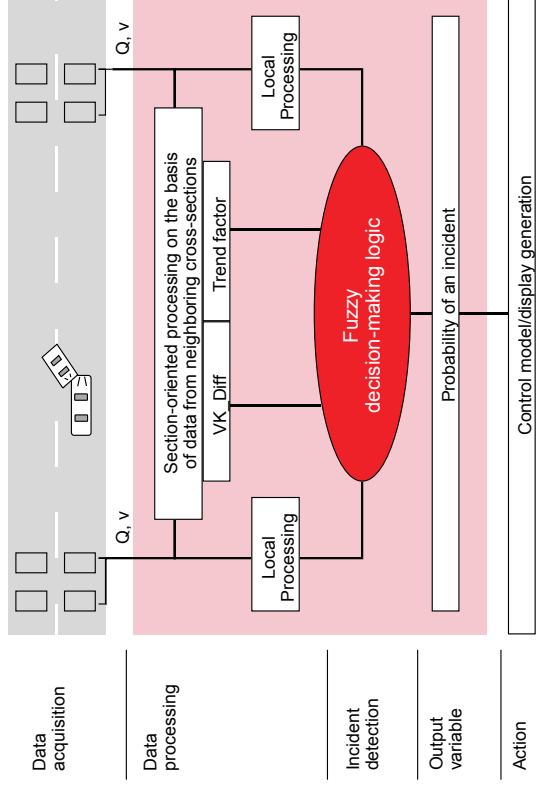 Data
acquisition
Q, v
Q, v
Data
processing
Section-oriented processing on the basis
of data from neighboring cross-sections
VK_Diff
Trend factor
Local
Processing
Local
Processing
Incident
detection
Fuzzy
decision-making logic
Output
variable
Probability of an incident
Action
Control model/display generation